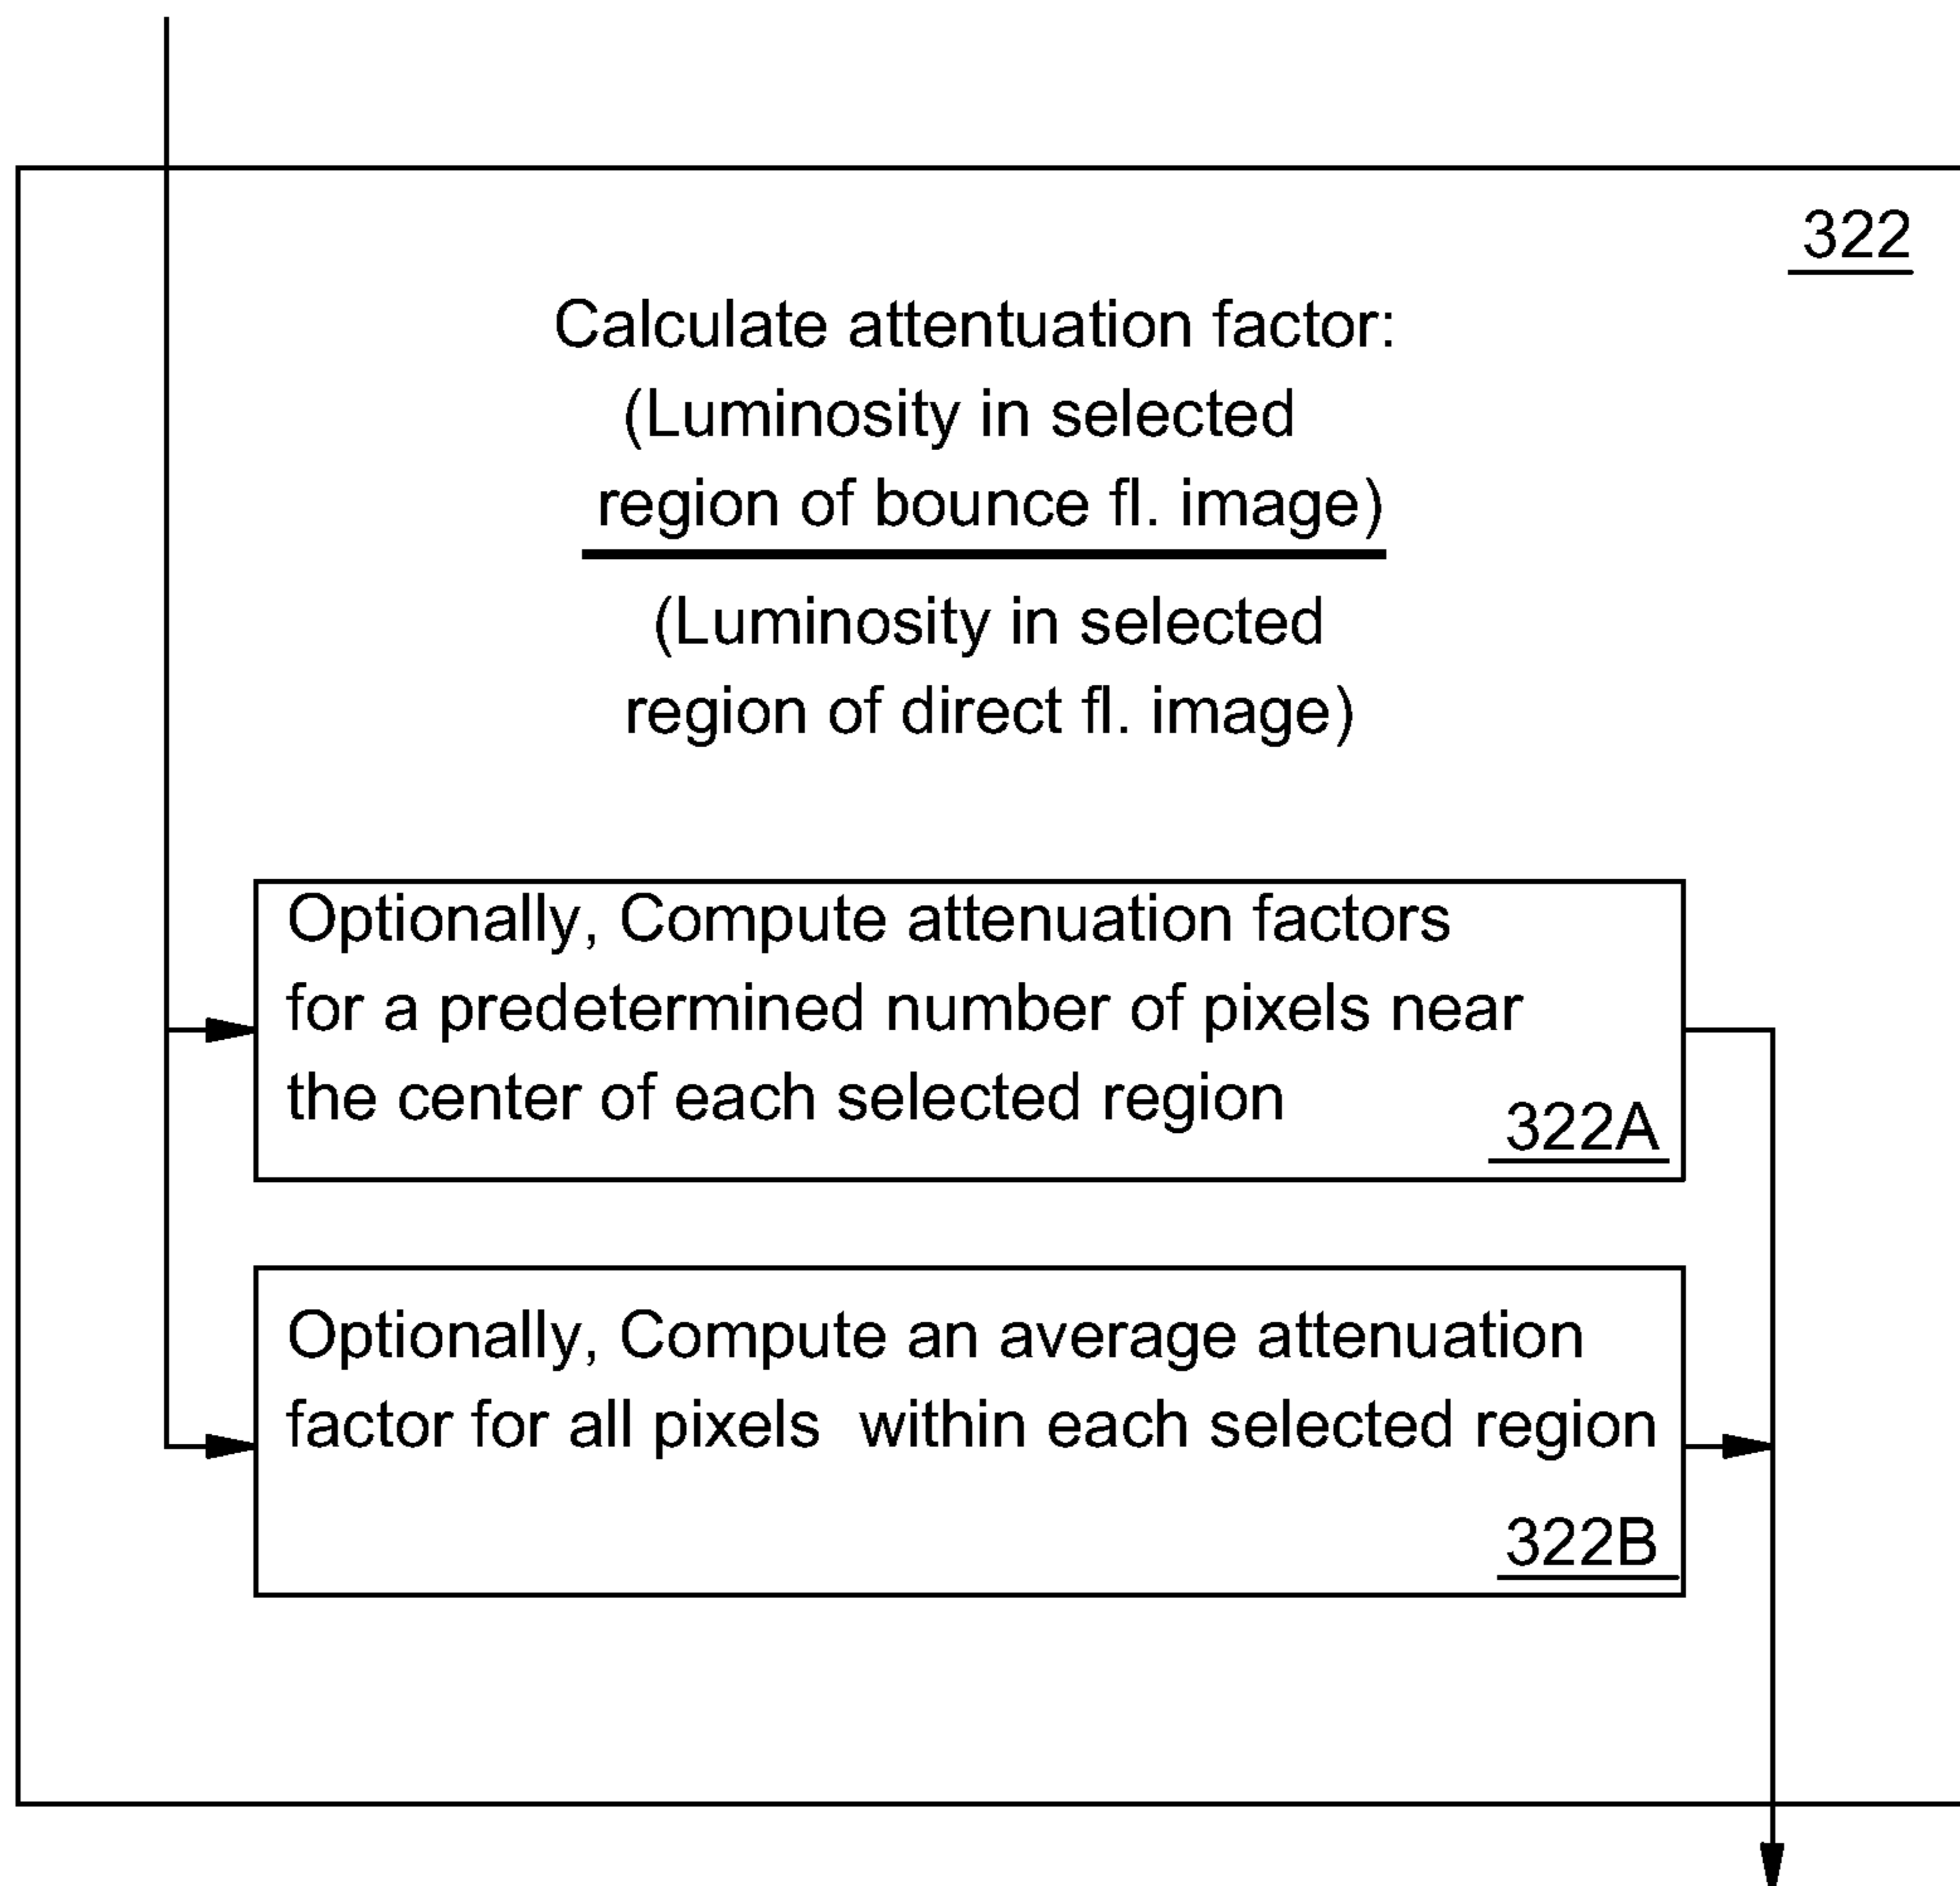 322
Calculate attentuation factor:
(Luminosity in selected
region of bounce fl. image)
(Luminosity in selected
region of direct fl. image)
Optionally, Compute attenuation factors
for a predetermined number of pixels near
the center of each selected region
322A
Optionally, Compute an average attenuation
factor for all pixels within each selected region
322B